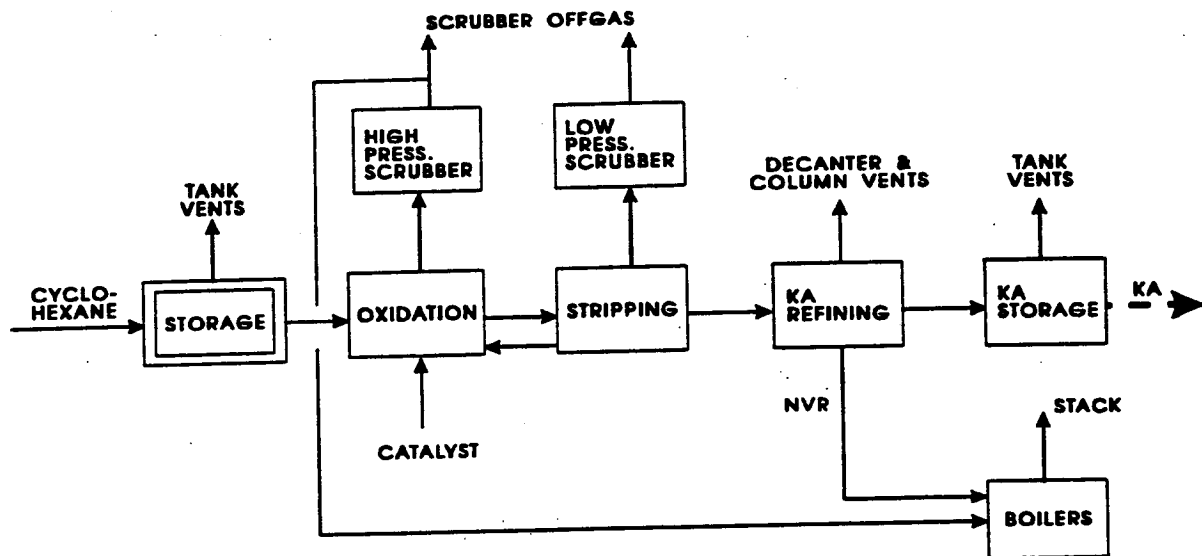 SCRUBBER OFFGAS
HIGH
PRESS.
SCRUBBER
LOW
PRESS.
SCRUBBER
TANK
VENTS
DECANTER &
COLUMN VENTS
TANK
VENTS
CYCLO-
HEXANE
STORAGE
OXIDATION
STRIPPING
KA
REFINING
KA
STORAGE
KA
CATALYST
NVR
STACK
BOILERS